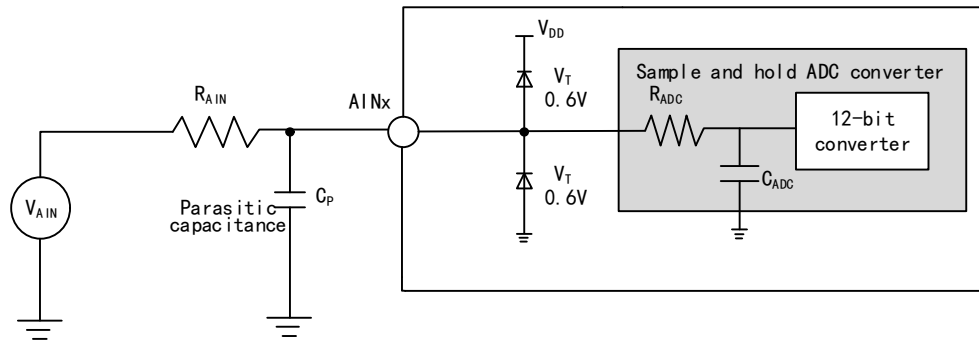 V_DD
Sample and hold ADC converter
V_T
0.6V
R_AIN
AINx
R_ADC
12-bit
converter
V_AIN
C_P
Parasitic
capacitance
V_T
0.6V
C_ADC